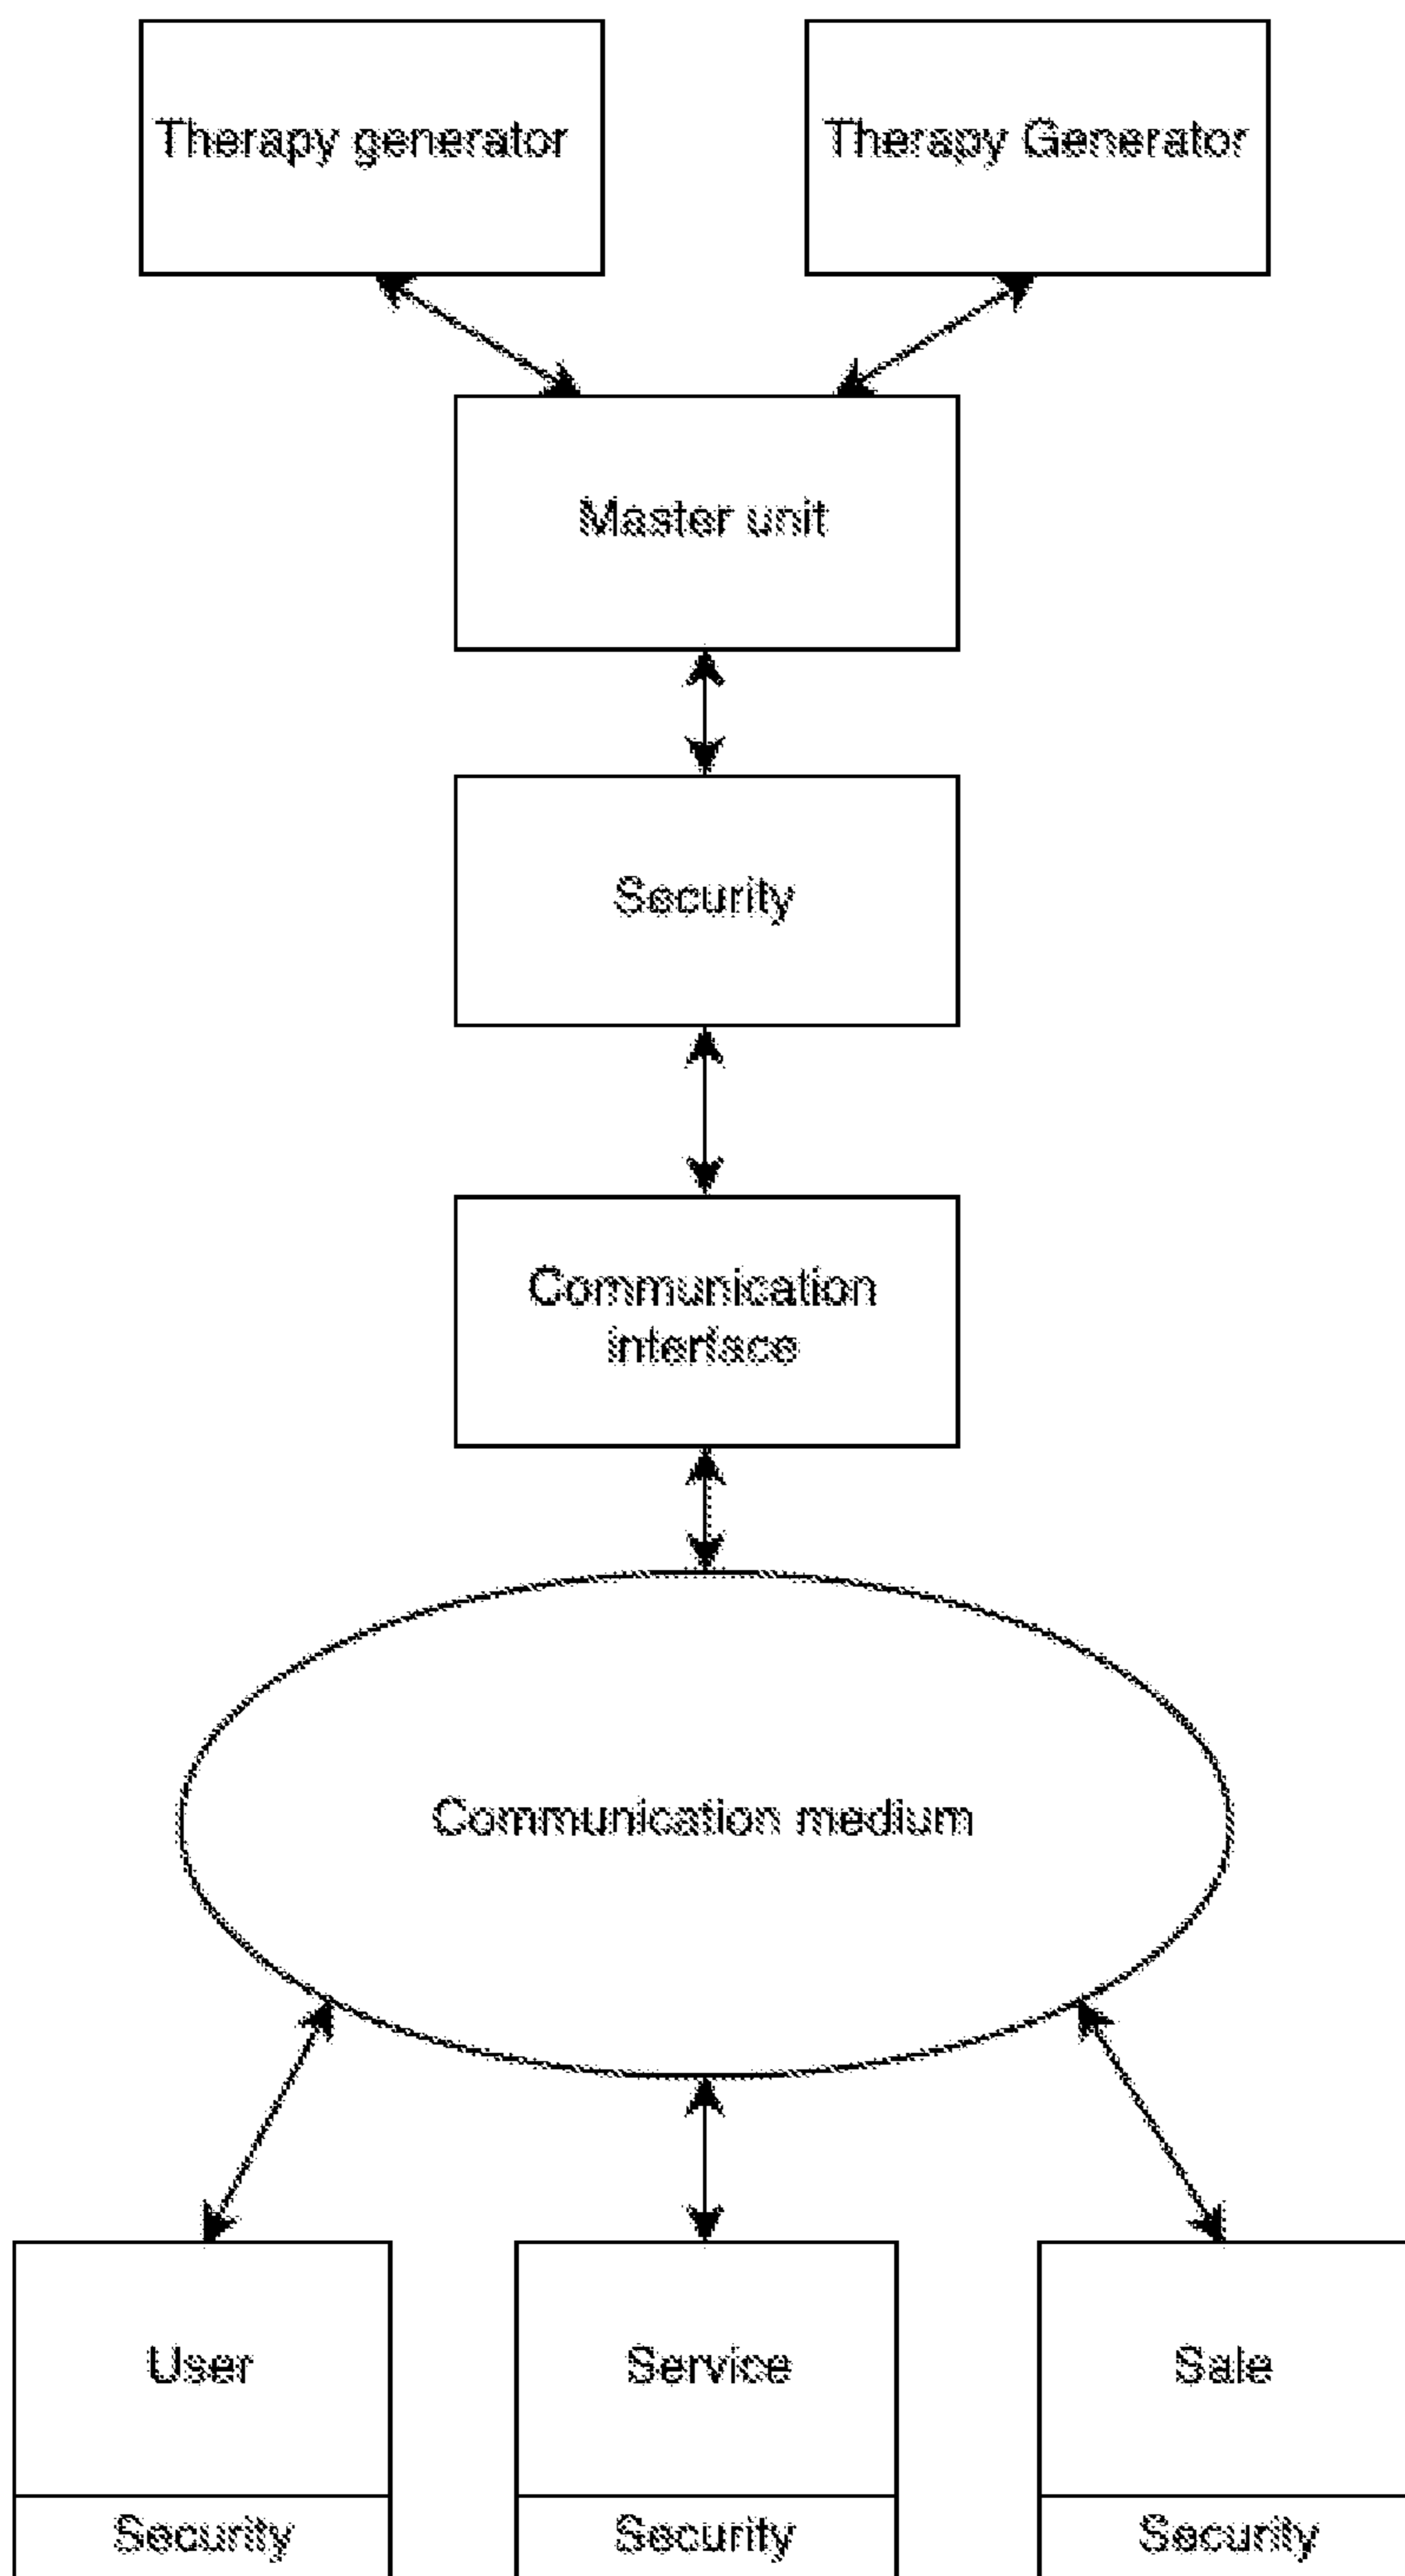 Therapy generator
Therapy Generator
Master unit
Security
Communication
interface
Communication medium
User
Service
Sale
Security
Security
Security